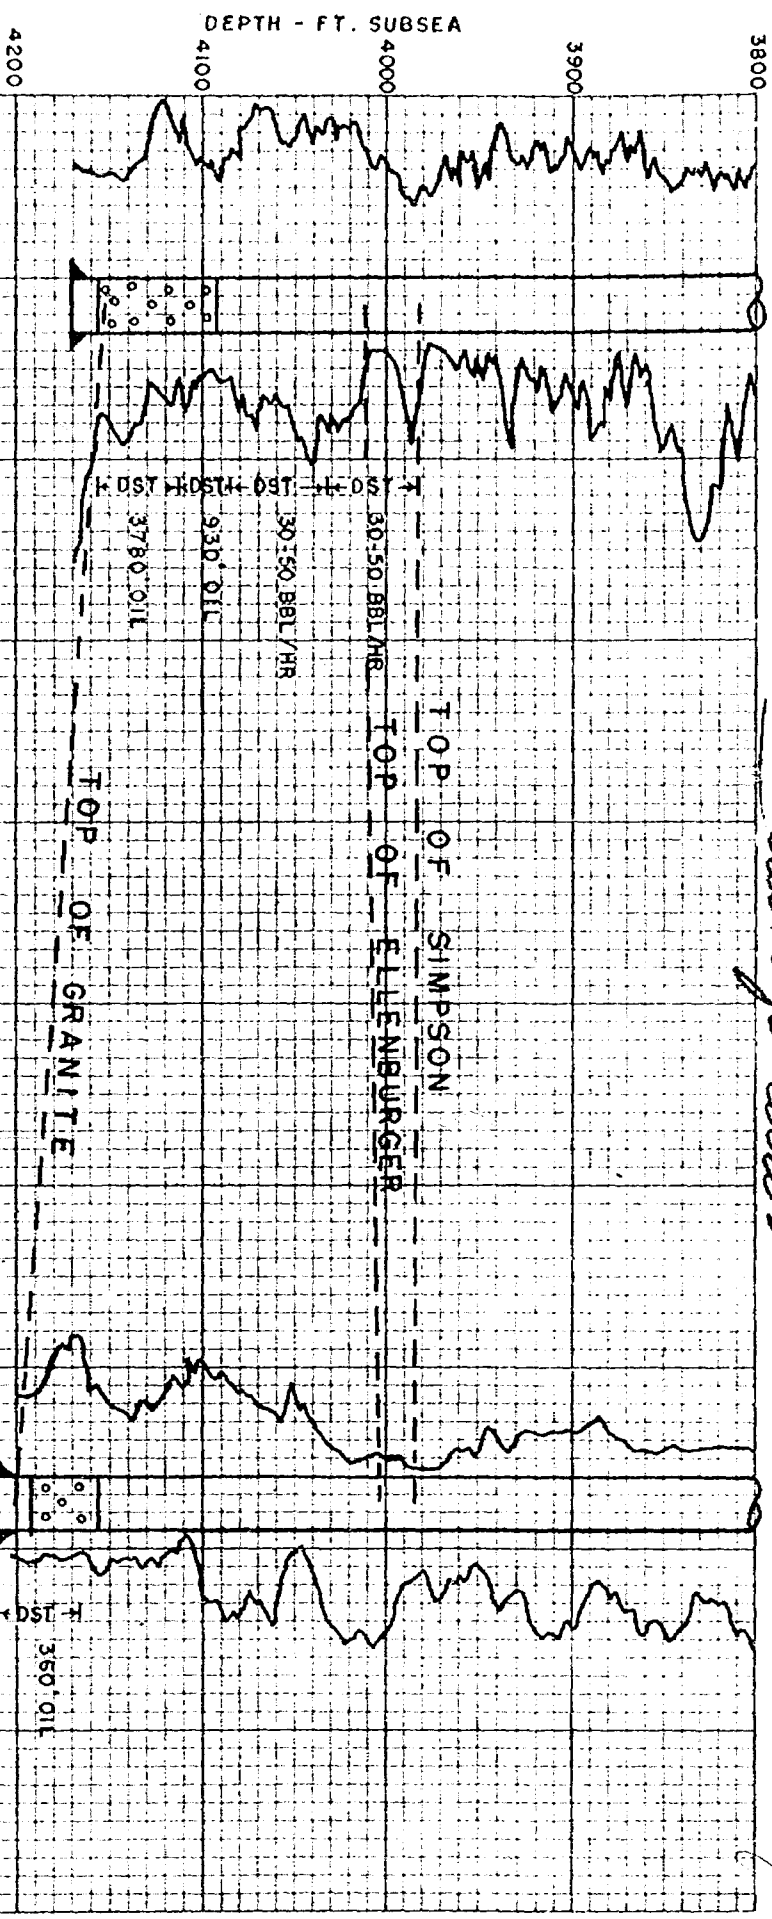 DEPTH - FT. SUBSEA
3800
3900
4000
4100
4200
TOP OF SIMPSON
TOP OF ELLENBURGER
TOP OF GRANITE
DST
30-50 BBL/HR
DST
30-50 BBL/HR
DST
930' OIL
DST
3780' OIL
DST
360' OIL